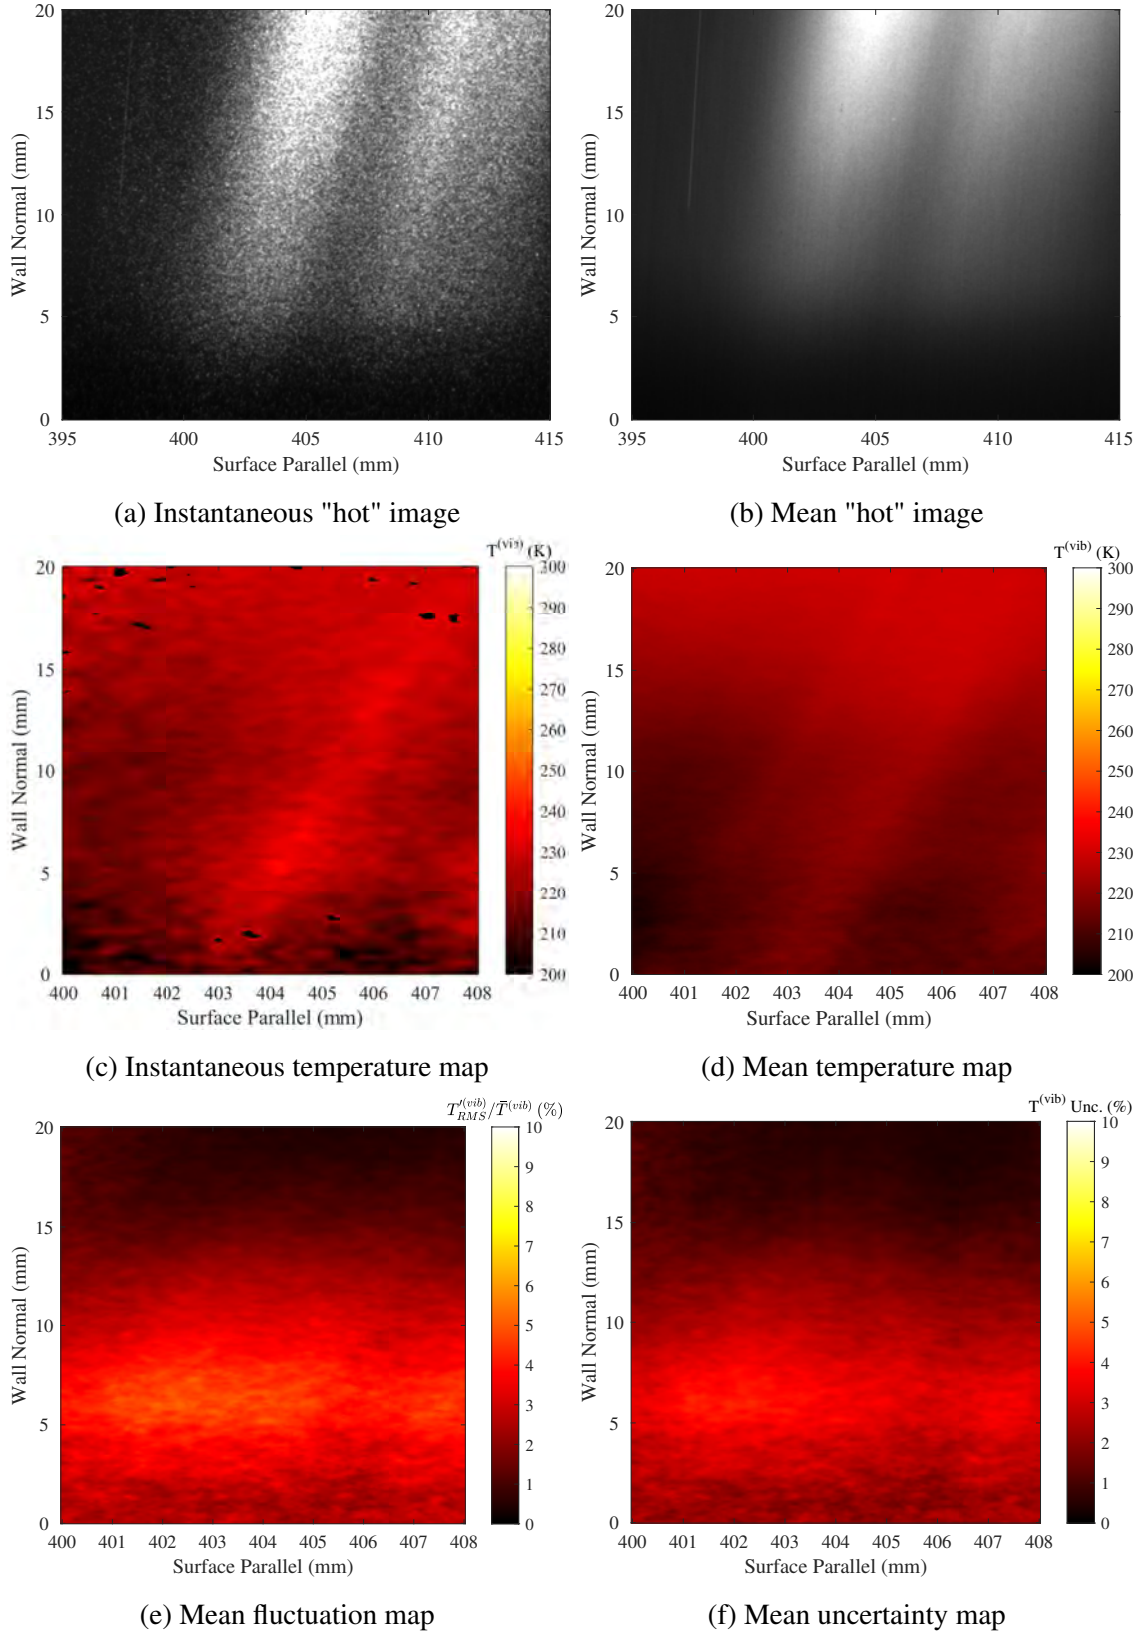 20
15
10
5
0
Wall Normal (mm)
395 400 405 410 415
Surface Parallel (mm)
(a) Instantaneous "hot" image
20
15
10
5
0
Wall Normal (mm)
395 400 405 410 415
Surface Parallel (mm)
(b) Mean "hot" image
T(vib) (K)
20
15
10
5
0
Wall Normal (mm)
400 401 402 403 404 405 406 407 408
Surface Parallel (mm)
300
290
280
270
260
250
240
230
220
210
200
(c) Instantaneous temperature map
T(vib) (K)
20
15
10
5
0
Wall Normal (mm)
400 401 402 403 404 405 406 407 408
Surface Parallel (mm)
300
290
280
270
260
250
240
230
220
210
200
(d) Mean temperature map
T′(vib)RMS/T̄(vib) (%)
20
15
10
5
0
Wall Normal (mm)
400 401 402 403 404 405 406 407 408
Surface Parallel (mm)
10
9
8
7
6
5
4
3
2
1
0
(e) Mean fluctuation map
T(vib) Unc. (%)
20
15
10
5
0
Wall Normal (mm)
400 401 402 403 404 405 406 407 408
Surface Parallel (mm)
10
9
8
7
6
5
4
3
2
1
0
(f) Mean uncertainty map